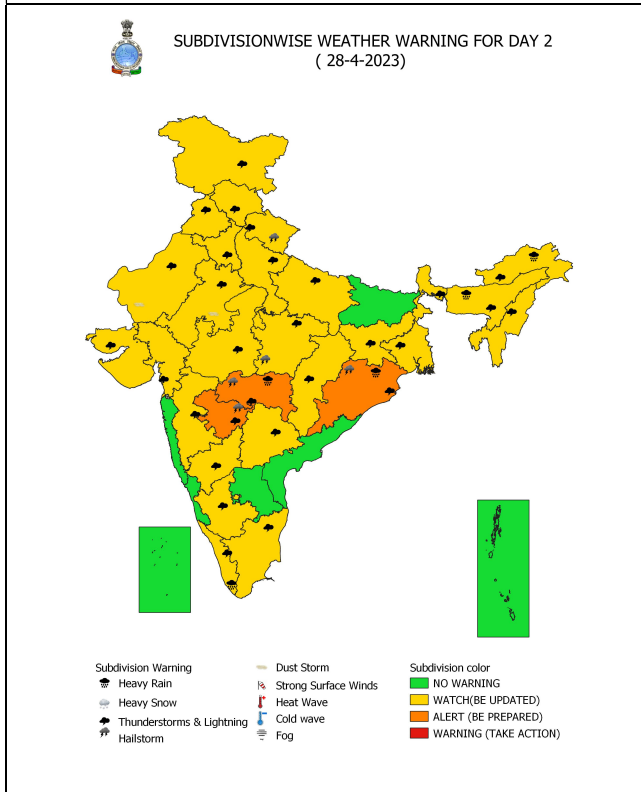 SUBDIVISIONWISE WEATHER WARNING FOR DAY 2
( 28-4-2023)
Subdivision Warning
Heavy Rain
Heavy Snow
Thunderstorms & Lightning
Hailstorm
Dust Storm
Strong Surface Winds
Heat Wave
Cold wave
Fog
Subdivision color
NO WARNING
WATCH(BE UPDATED)
ALERT (BE PREPARED)
WARNING (TAKE ACTION)